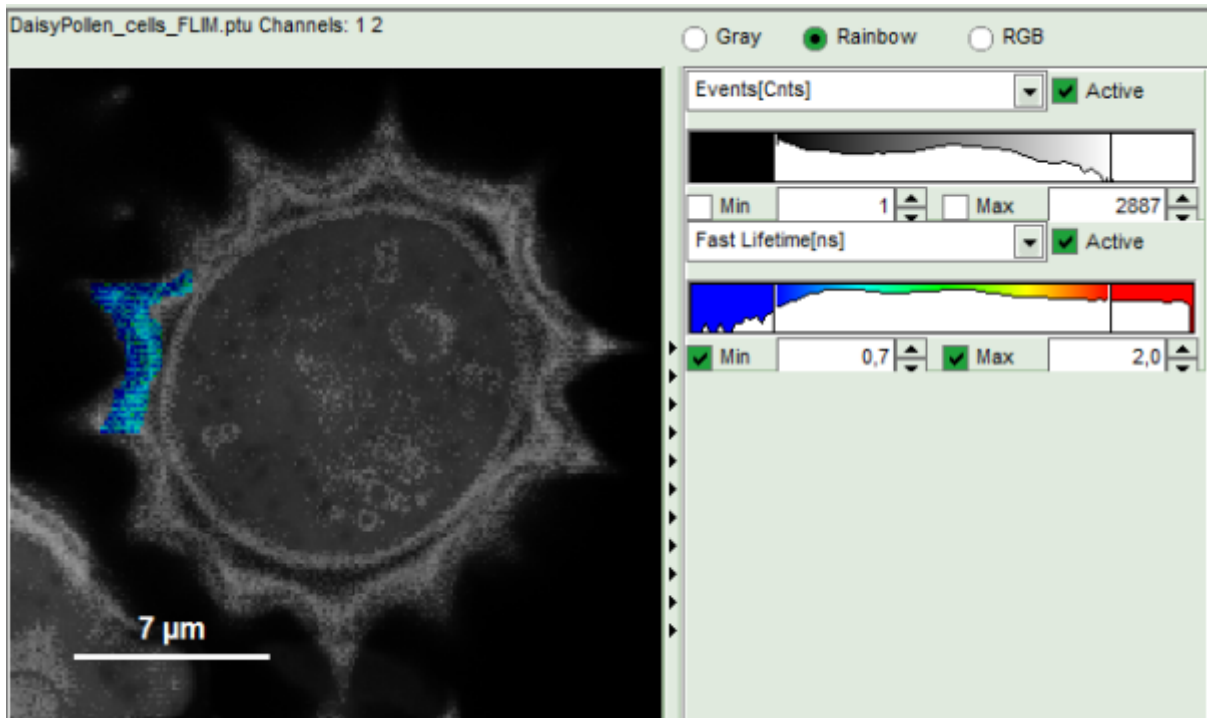 DaisyPollen_cells_FLIM.ptu Channels: 1 2
Gray Rainbow RGB
Events[Cnts] Active
Min 1 Max 2887
Fast Lifetime[ns] Active
Min 0,7 Max 2,0
7 µm